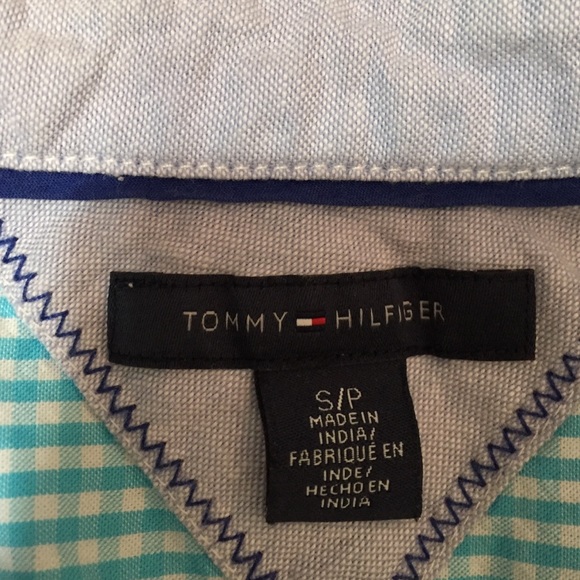 TOMMY HILFIGER
S/P
MADE IN
INDIA/
FABRIQUÉ EN
INDE/
HECHO EN
INDIA